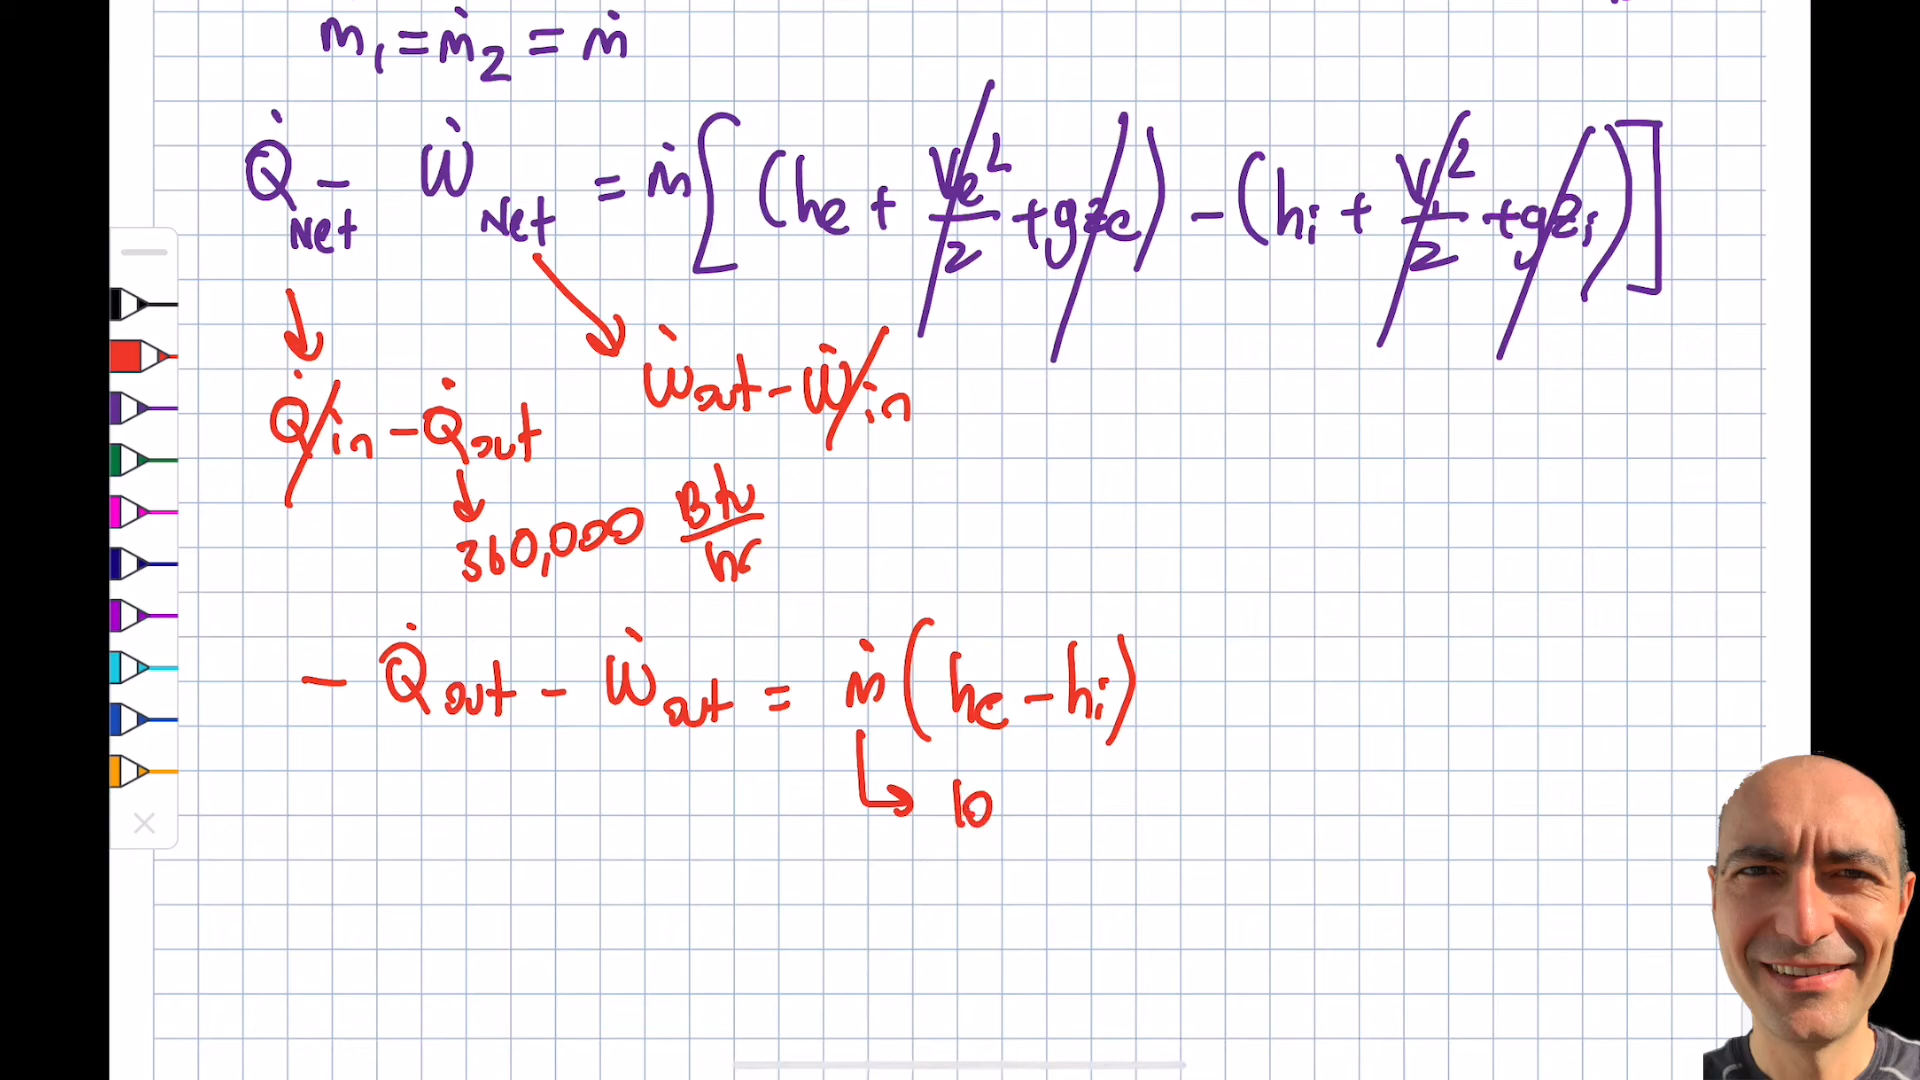 ṁ₁ = ṁ₂ = ṁ
Q̇Net - ẆNet = ṁ[(he + Ve²/2 + gze) - (hi + Vi²/2 + gzi)]
Ẇout - Ẇin
Q̇in - Q̇out
360,000 Btu/hr
- Q̇out - Ẇout = ṁ(he - hi)
10